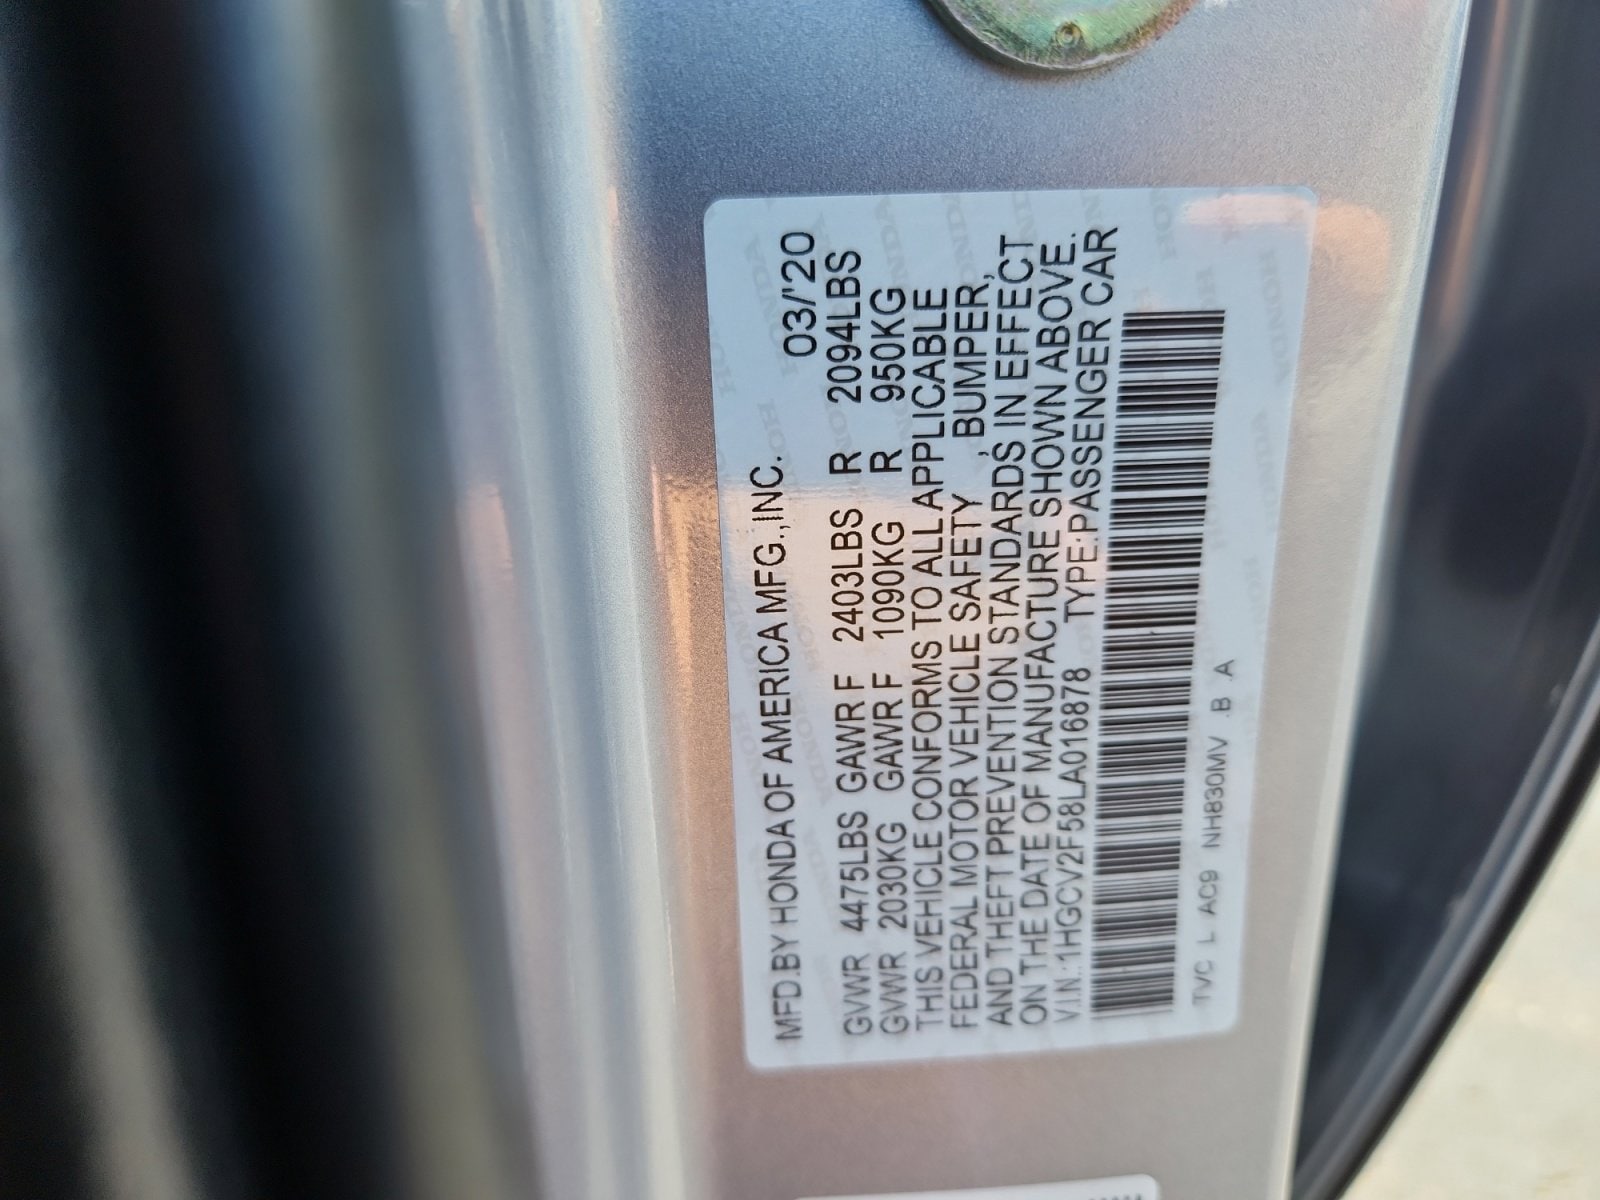 MFD.BY HONDA OF AMERICA MFG.,INC. 03/'20
GVWR 4475LBS GAWR F 2403LBS R 2094LBS
GVWR 2030KG GAWR F 1090KG R 950KG
THIS VEHICLE CONFORMS TO ALL APPLICABLE
FEDERAL MOTOR VEHICLE SAFETY , BUMPER,
AND THEFT PREVENTION STANDARDS IN EFFECT
ON THE DATE OF MANUFACTURE SHOWN ABOVE.
V.I.N.:1HGCV2F58LA016878 TYPE:PASSENGER CAR
TVC L AC9 NH830MV .B A